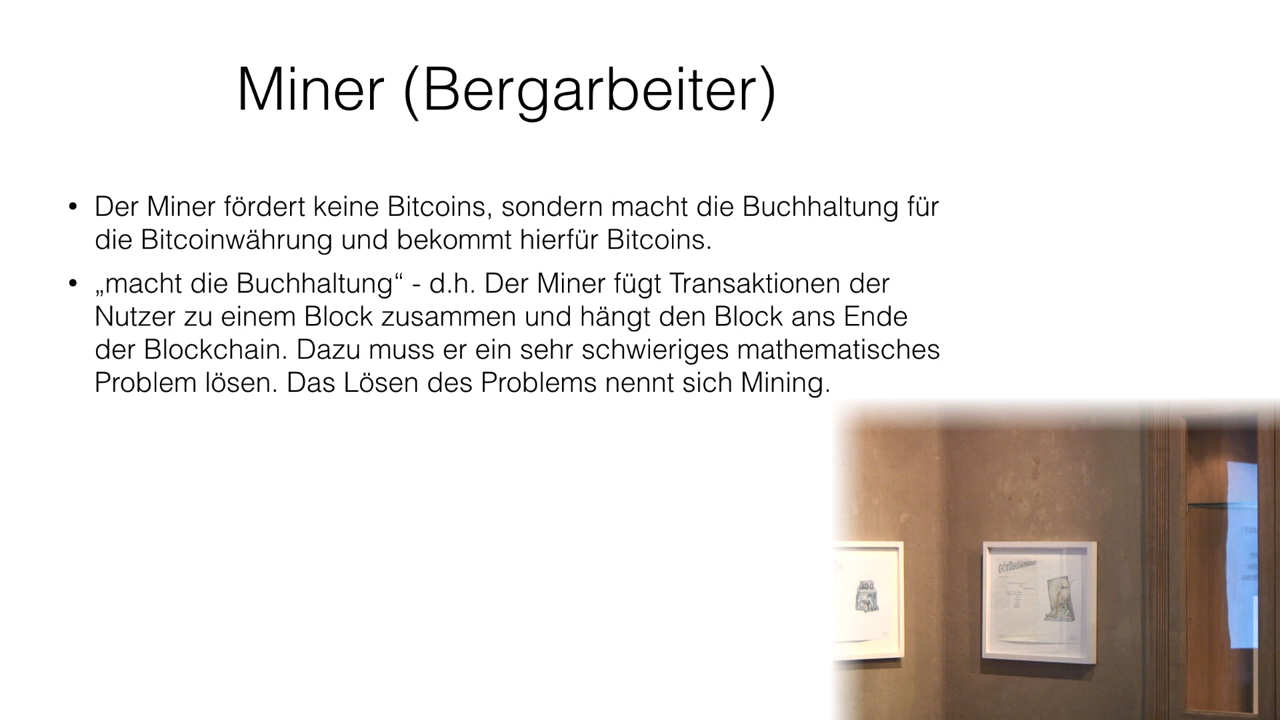 Miner (Bergarbeiter)
• Der Miner fördert keine Bitcoins, sondern macht die Buchhaltung für
die Bitcoinwährung und bekommt hierfür Bitcoins.
• „macht die Buchhaltung“ - d.h. Der Miner fügt Transaktionen der
Nutzer zu einem Block zusammen und hängt den Block ans Ende
der Blockchain. Dazu muss er ein sehr schwieriges mathematisches
Problem lösen. Das Lösen des Problems nennt sich Mining.